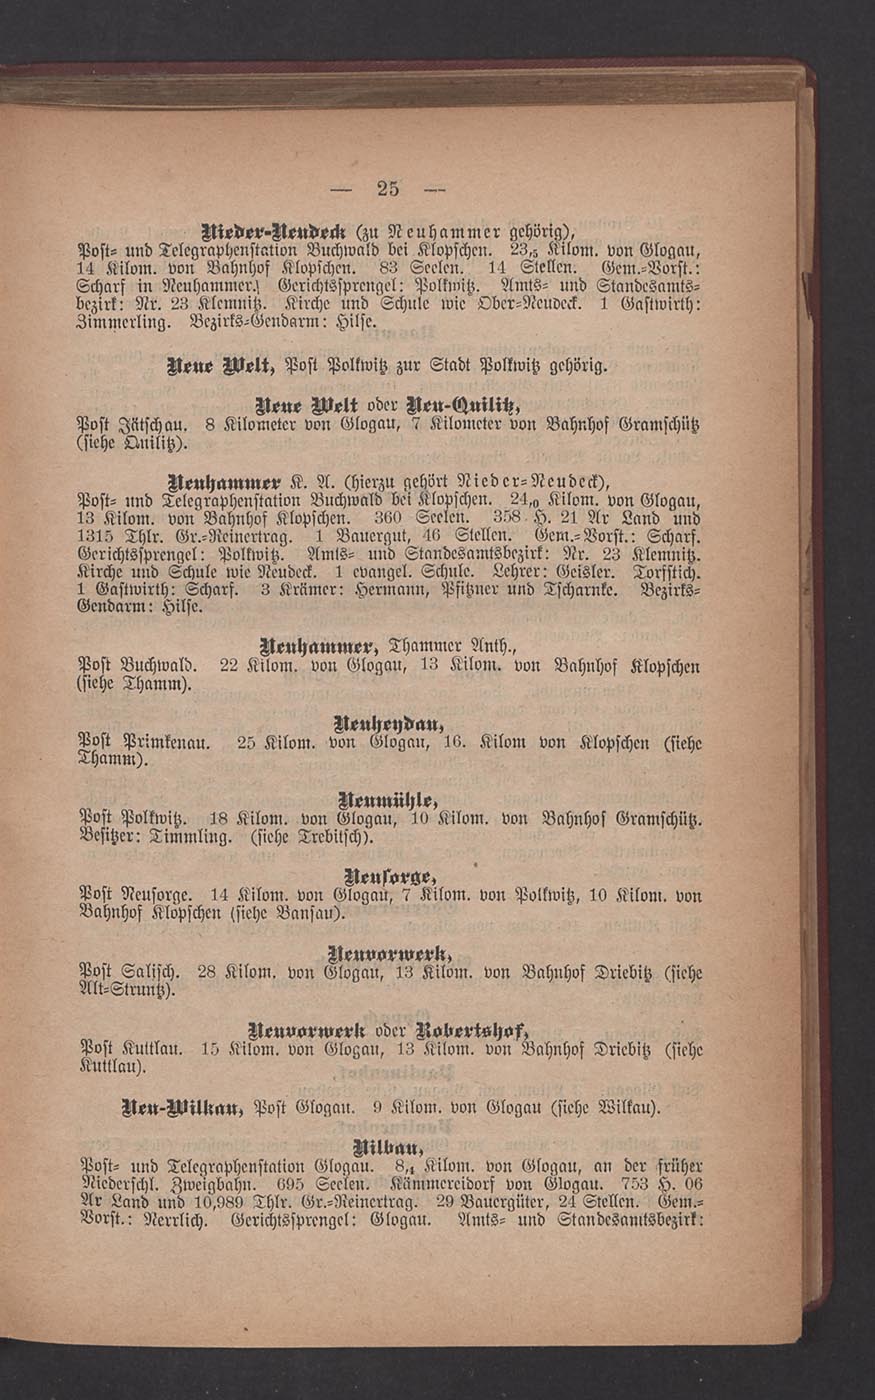 — 25 —
Nieder-Neudeck (zu Neuhammer gehörig),
Post- und Telegraphenstation Buchwald bei Klopschen. 23,5 Kilom. von Glogau,
14 Kilom. von Bahnhof Klopschen. 83 Seelen. 14 Stellen. Gem.-Vorst.:
Scharf in Neuhammer. Gerichtssprengel: Polkwitz. Amts- und Standesamts-
bezirk: Nr. 23 Klemnitz. Kirche und Schule wie Ober-Neudeck. 1 Gastwirth:
Zimmerling. Bezirks-Gendarm: Hilse.
Neue Welt, Post Polkwitz zur Stadt Polkwitz gehörig.
Neue Welt oder Neu-Quilitz,
Post Jätschau. 8 Kilometer von Glogau, 7 Kilometer von Bahnhof Gramschütz
(siehe Quilitz).
Neuhammer K. A. (hierzu gehört Nieder-Neudeck),
Post- und Telegraphenstation Buchwald bei Klopschen. 24,0 Kilom. von Glogau,
13 Kilom. von Bahnhof Klopschen. 360 Seelen. 358 H. 21 Ar Land und
1315 Thlr. Gr.-Reinertrag. 1 Bauergut, 46 Stellen. Gem.-Vorst.: Scharf.
Gerichtssprengel: Polkwitz. Amts- und Standesamtsbezirk: Nr. 23 Klemnitz.
Kirche und Schule wie Neudeck. 1 evangel. Schule. Lehrer: Geisler. Torfstich.
1 Gastwirth: Scharf. 3 Krämer: Hermann, Pfitzner und Tscharnke. Bezirks-
Gendarm: Hilse.
Neuhammer, Thammer Anth.,
Post Buchwald. 22 Kilom. von Glogau, 13 Kilom. von Bahnhof Klopschen
(siehe Thamm).
Neuheydau,
Post Primkenau. 25 Kilom. von Glogau, 16. Kilom von Klopschen (siehe
Thamm).
Neumühle,
Post Polkwitz. 18 Kilom. von Glogau, 10 Kilom. von Bahnhof Gramschütz.
Besitzer: Timmling. (siehe Trebitsch).
Neusorge,
Post Neusorge. 14 Kilom. von Glogau, 7 Kilom. von Polkwitz, 10 Kilom. von
Bahnhof Klopschen (siehe Bansau).
Neuvorwerk,
Post Salisch. 28 Kilom. von Glogau, 13 Kilom. von Bahnhof Driebitz (siehe
Alt-Strunz).
Neuvorwerk oder Robertshof,
Post Kuttlau. 15 Kilom. von Glogau, 13 Kilom. von Bahnhof Driebitz (siehe
Kuttlau).
Neu-Wilkau, Post Glogau. 9 Kilom. von Glogau (siehe Wilkau).
Nilbau,
Post- und Telegraphenstation Glogau. 8,4 Kilom. von Glogau, an der früher
Niederschl. Zweigbahn. 695 Seelen. Kämmereidorf von Glogau. 753 H. 06
Ar Land und 10,989 Thlr. Gr.-Reinertrag. 29 Bauergüter, 24 Stellen. Gem.-
Vorst.: Nerrlich. Gerichtssprengel: Glogau. Amts- und Standesamtsbezirk: